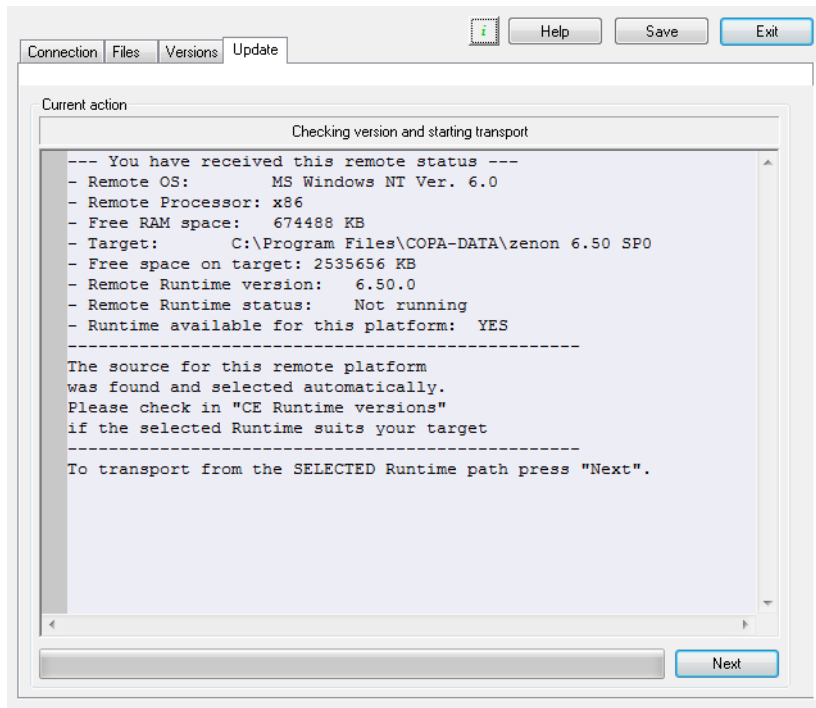 i Help Save Exit
Connection Files Versions Update
Current action
Checking version and starting transport
--- You have received this remote status ---
- Remote OS: MS Windows NT Ver. 6.0
- Remote Processor: x86
- Free RAM space: 674488 KB
- Target: C:\Program Files\COPA-DATA\zenon 6.50 SP0
- Free space on target: 2535656 KB
- Remote Runtime version: 6.50.0
- Remote Runtime status: Not running
- Runtime available for this platform: YES
--------------------------------------------------
The source for this remote platform
was found and selected automatically.
Please check in "CE Runtime versions"
if the selected Runtime suits your target
--------------------------------------------------
To transport from the SELECTED Runtime path press "Next".
Next